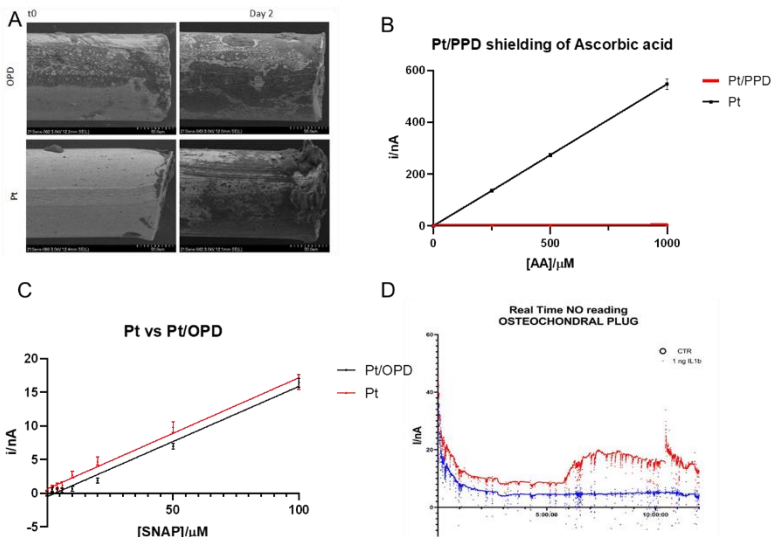 A
t0
Day 2
OPD
Pt
B
Pt/PPD shielding of Ascorbic acid
600
400
200
0
i/nA
0
500
1000
[AA]/µM
Pt/PPD
Pt
C
Pt vs Pt/OPD
20
15
10
5
0
-5
i/nA
50
100
[SNAP]/µM
Pt/OPD
Pt
D
Real Time NO reading
OSTEOCHONDRAL PLUG
60
40
20
0
I/nA
5:00:00
10:00:00
CTR
1 ng IL1b